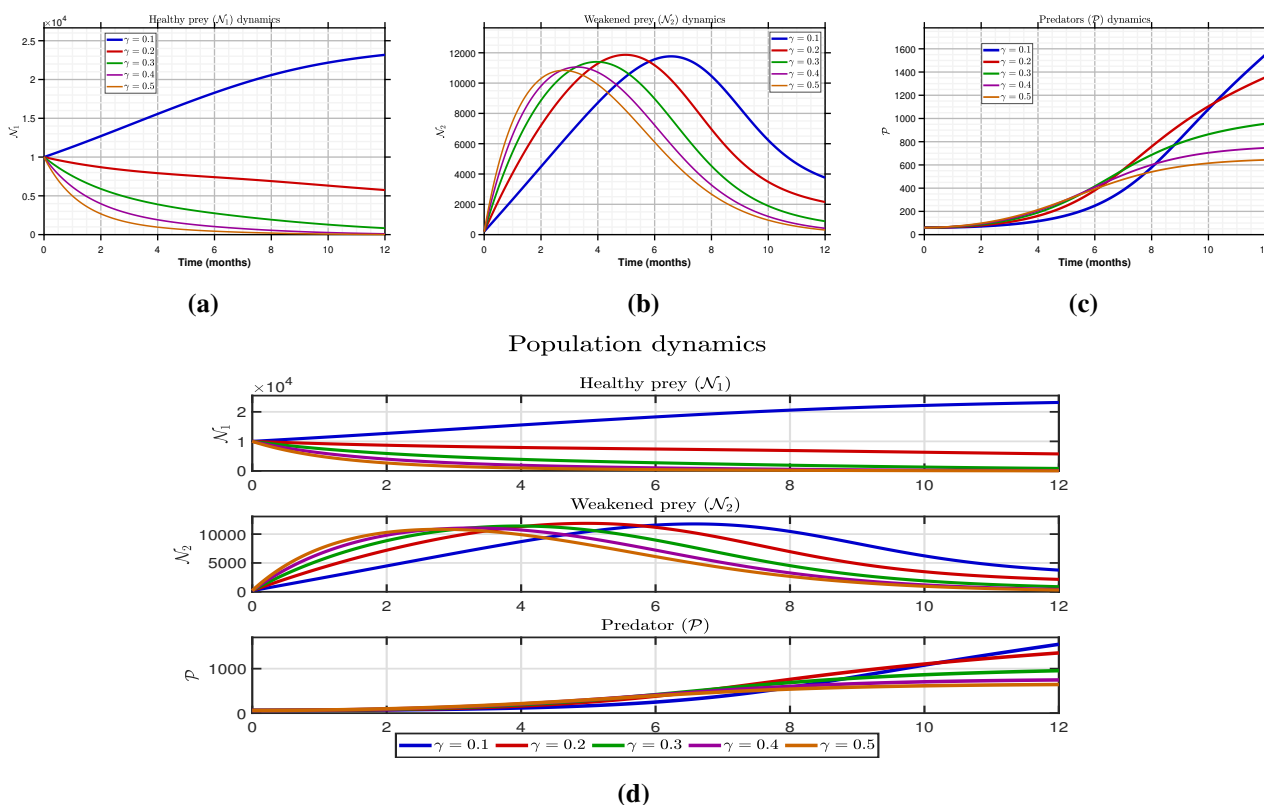 Healthy prey (𝒩₁) dynamics
×10⁴
γ = 0.1
γ = 0.2
γ = 0.3
γ = 0.4
γ = 0.5
2.5
2
1.5
1
0.5
0
𝒩₁
0 2 4 6 8 10 12
Time (months)
(a)
Weakened prey (𝒩₂) dynamics
γ = 0.1
γ = 0.2
γ = 0.3
γ = 0.4
γ = 0.5
12000
10000
8000
6000
4000
2000
0
𝒩₂
0 2 4 6 8 10 12
Time (months)
(b)
Predators (𝒫) dynamics
γ = 0.1
γ = 0.2
γ = 0.3
γ = 0.4
γ = 0.5
1600
1400
1200
1000
800
600
400
200
0
𝒫
0 2 4 6 8 10 12
Time (months)
(c)
Population dynamics
Healthy prey (𝒩₁)
×10⁴
2
1
0
𝒩₁
0 2 4 6 8 10 12
Weakened prey (𝒩₂)
10000
5000
0
𝒩₂
0 2 4 6 8 10 12
Predator (𝒫)
1000
0
𝒫
0 2 4 6 8 10 12
γ = 0.1 γ = 0.2 γ = 0.3 γ = 0.4 γ = 0.5
(d)